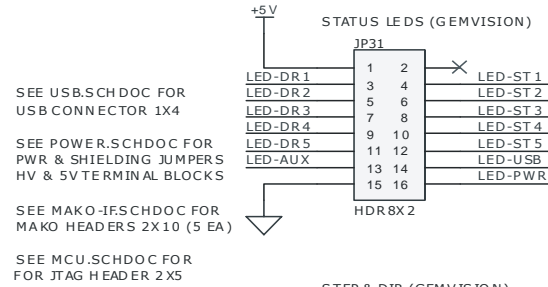 +5V
STATUS LEDS (GEMVISION)
JP31
1 2
LED-DR1 3 4 LED-ST1
LED-DR2 5 6 LED-ST2
LED-DR3 7 8 LED-ST3
LED-DR4 9 10 LED-ST4
LED-DR5 11 12 LED-ST5
LED-AUX 13 14 LED-USB
15 16 LED-PWR
HDR8X2
SEE USB.SCHDOC FOR
USB CONNECTOR 1X4
SEE POWER.SCHDOC FOR
PWR & SHIELDING JUMPERS
HV & 5V TERMINAL BLOCKS
SEE MAKO-IF.SCHDOC FOR
MAKO HEADERS 2X10 (5 EA)
SEE MCU.SCHDOC FOR
FOR JTAG HEADER 2X5
STEP & DIR (GEMVISION)